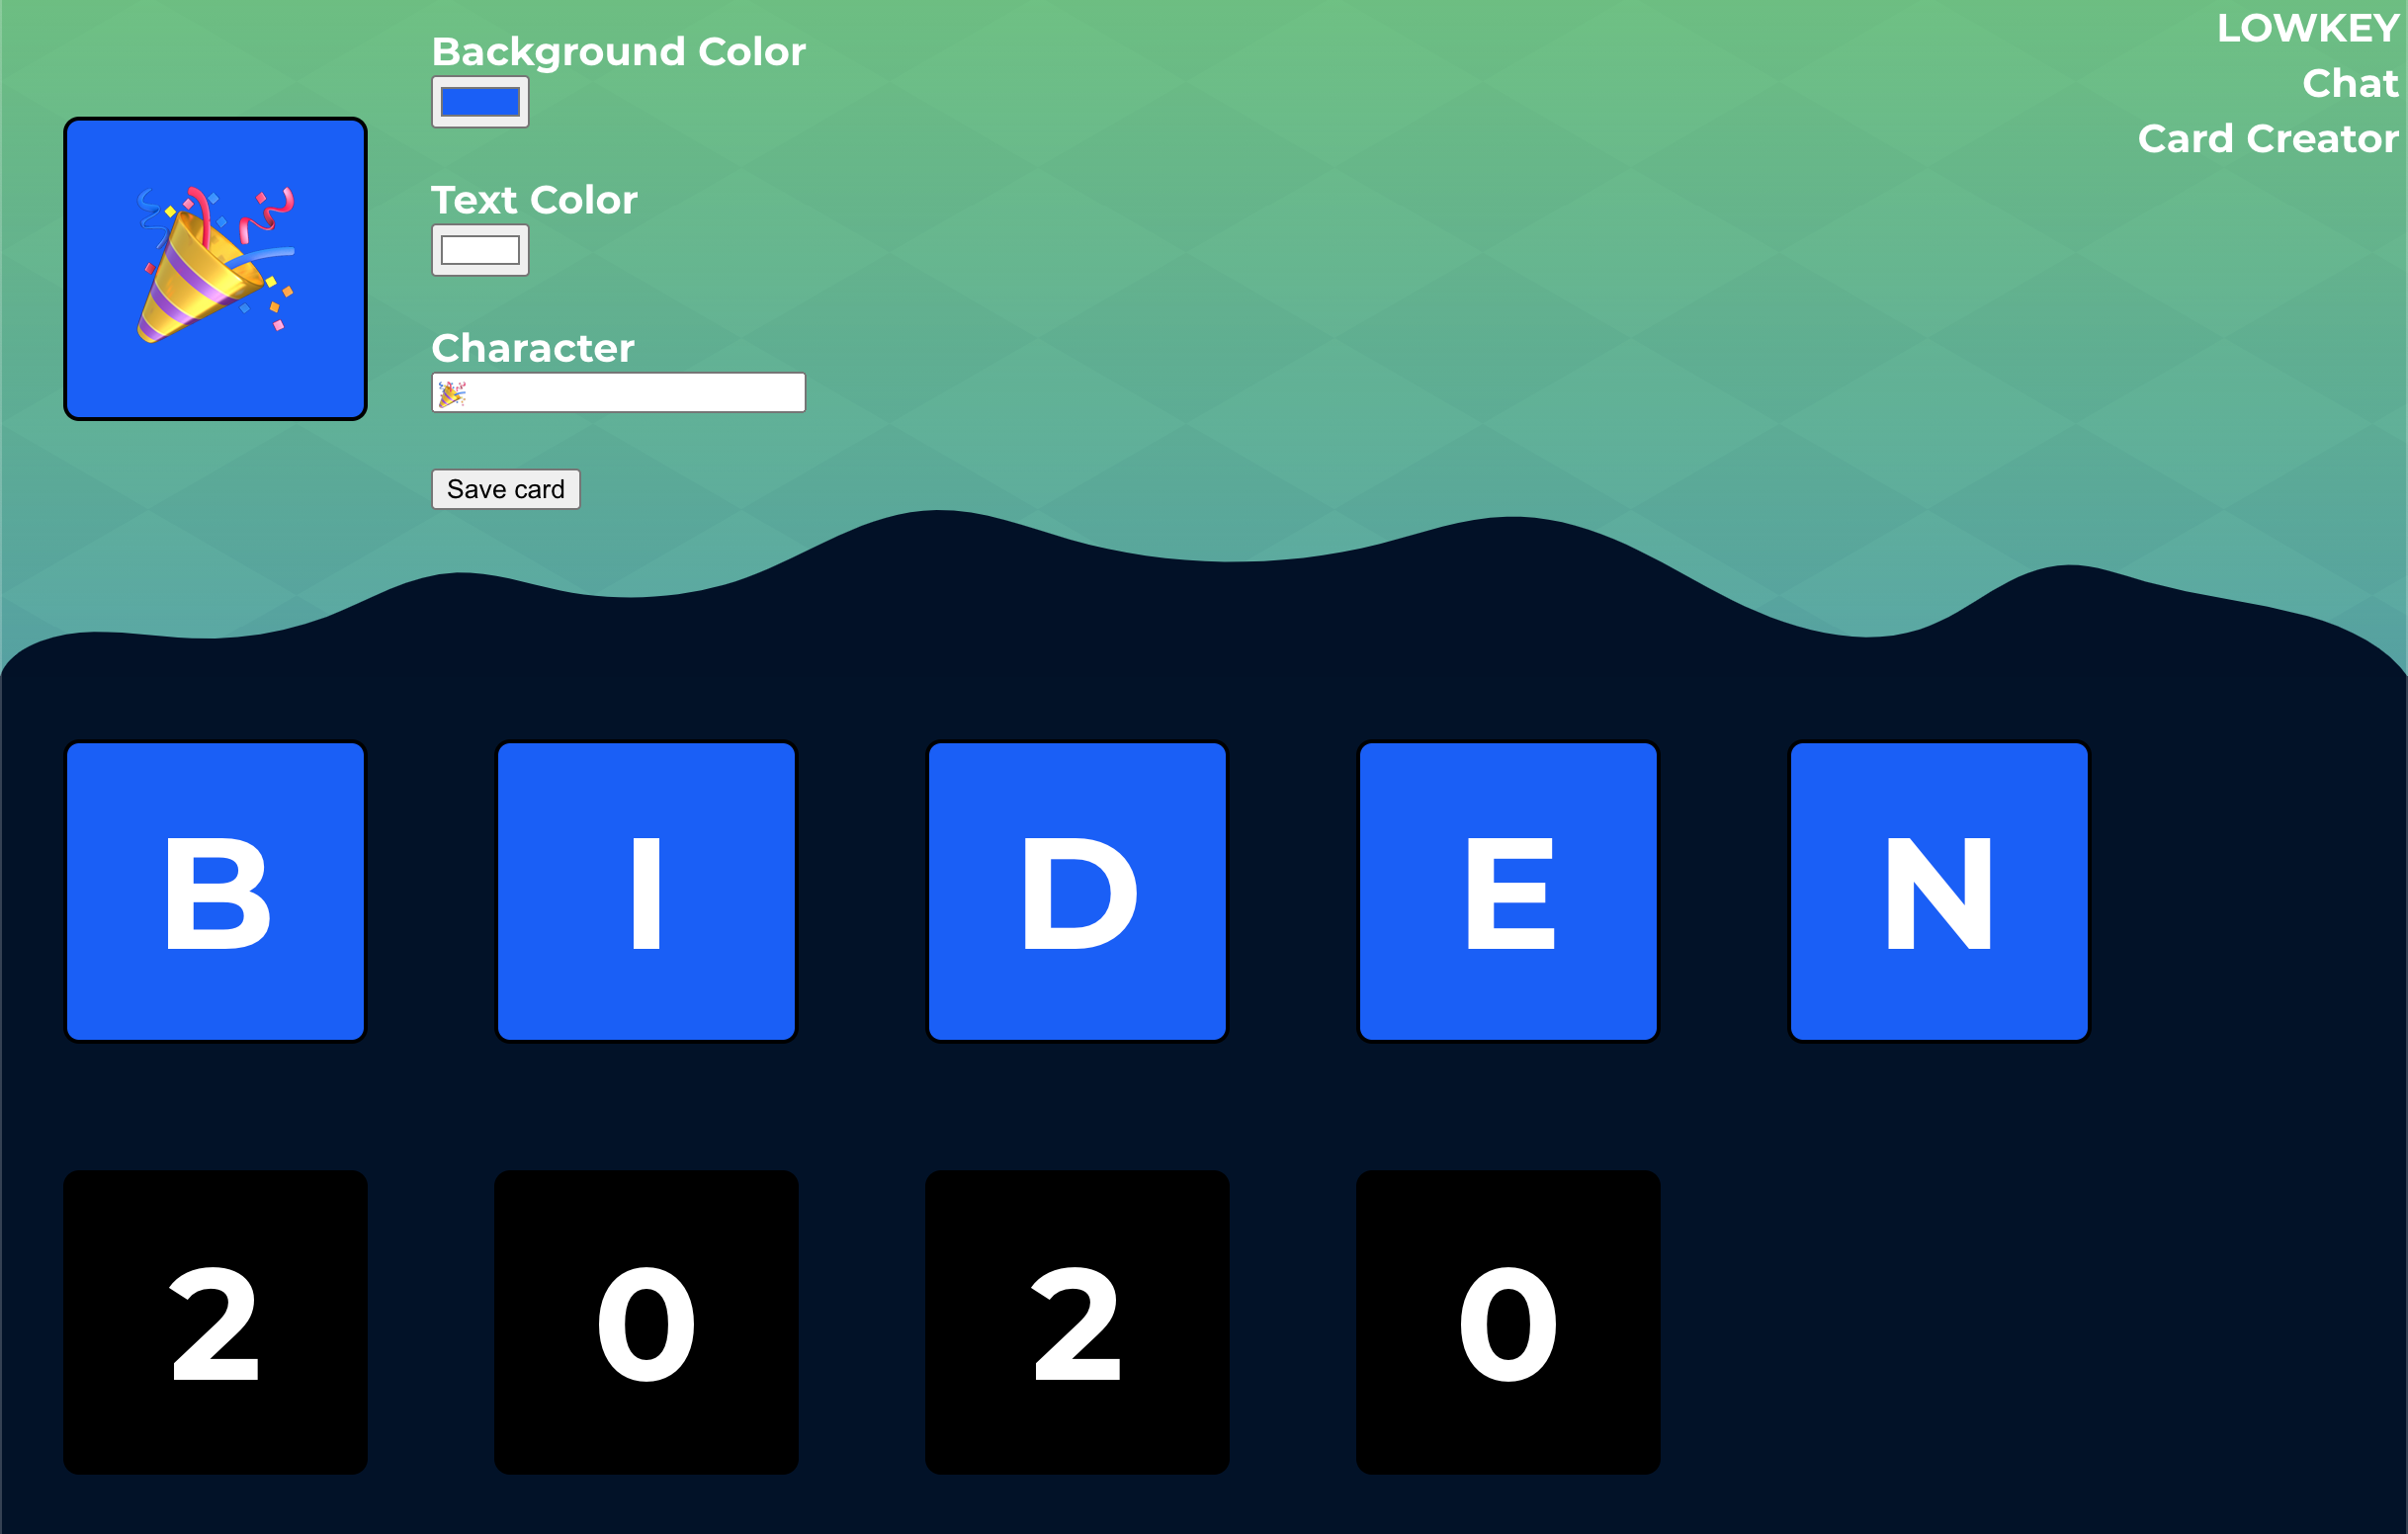 LOWKEY
Chat
Card Creator
Background Color
Text Color
Character
🎉
Save card
B I D E N
2 0 2 0